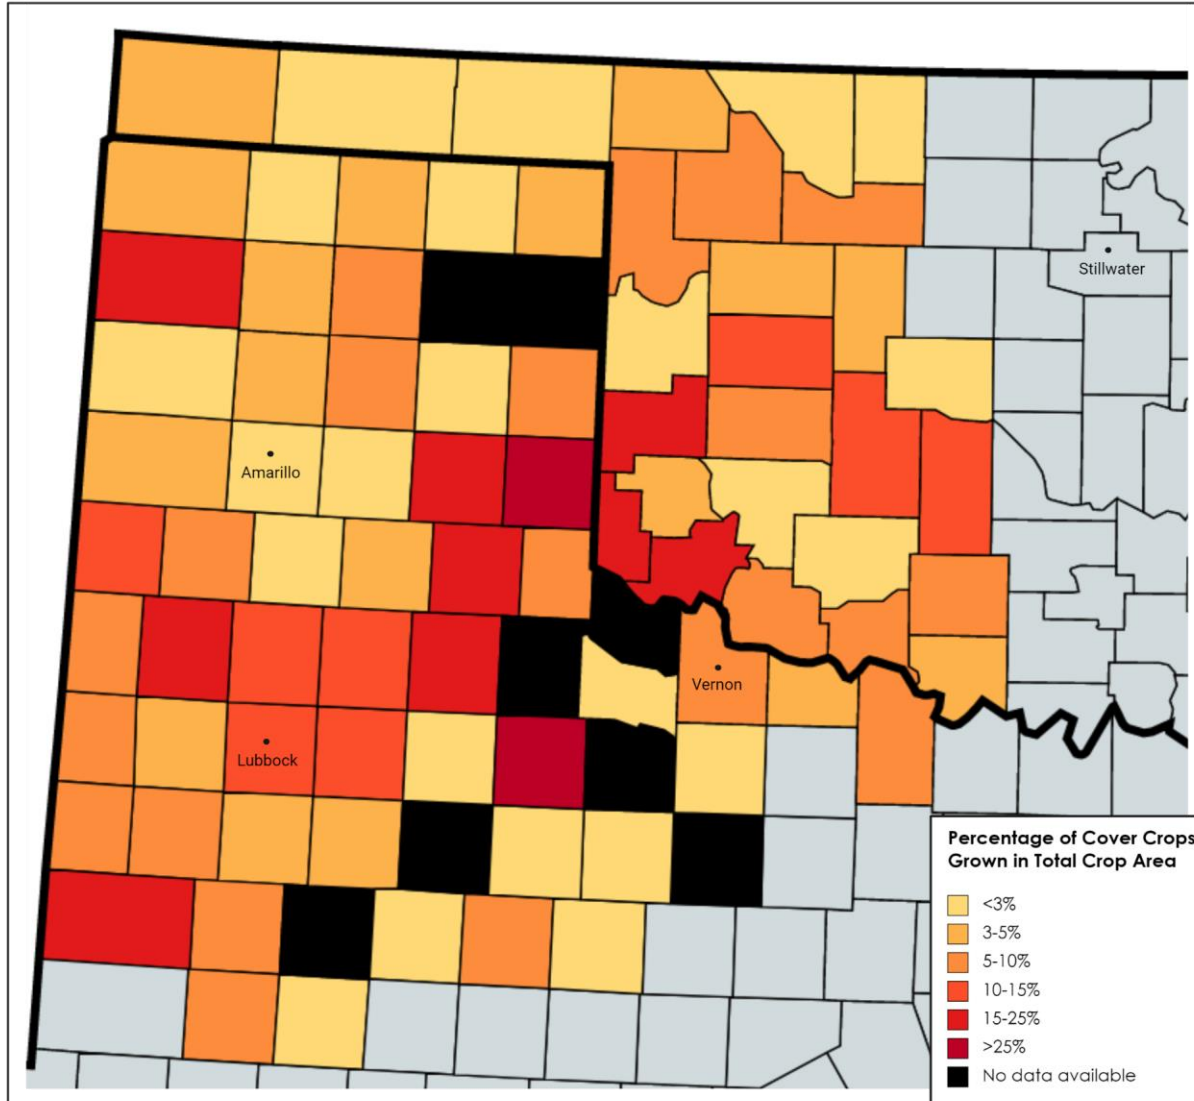 Stillwater
Amarillo
Vernon
Lubbock
Percentage of Cover Crops
Grown in Total Crop Area
<3%
3-5%
5-10%
10-15%
15-25%
>25%
No data available